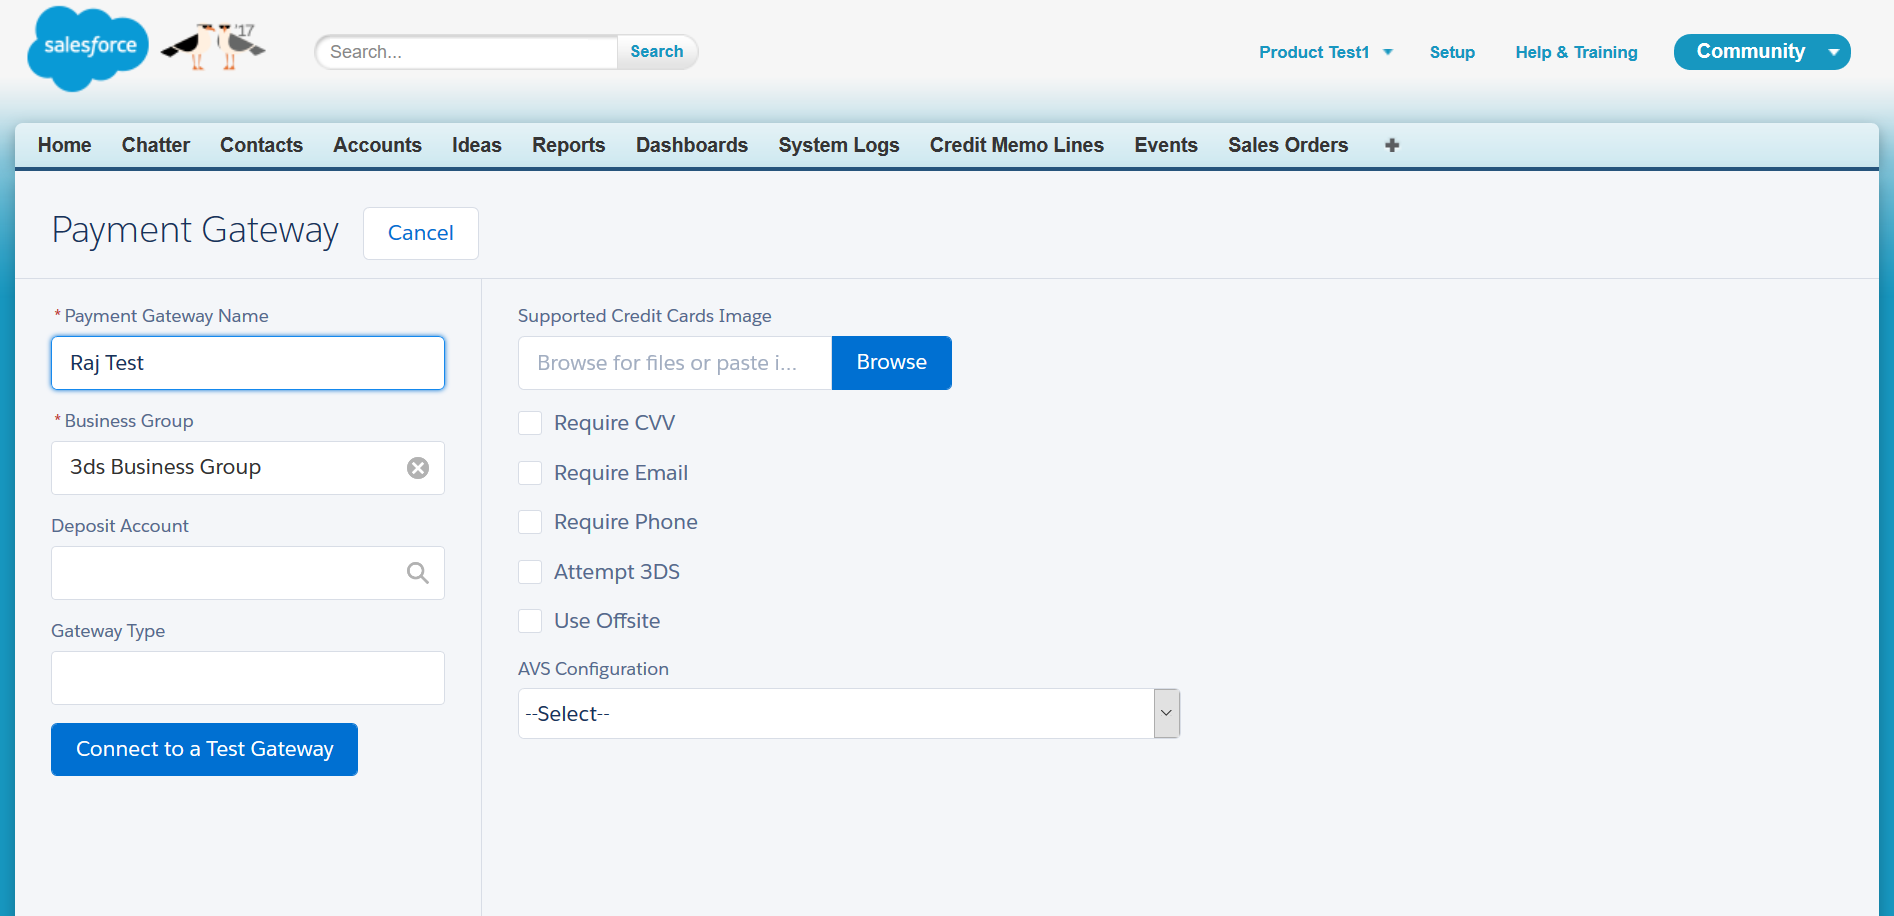 salesforce '17 Search... Search Product Test1 Setup Help & Training Community
Home Chatter Contacts Accounts Ideas Reports Dashboards System Logs Credit Memo Lines Events Sales Orders
Payment Gateway Cancel
* Payment Gateway Name
Raj Test
* Business Group
3ds Business Group
Deposit Account
Gateway Type
Connect to a Test Gateway
Supported Credit Cards Image
Browse for files or paste i... Browse
Require CVV
Require Email
Require Phone
Attempt 3DS
Use Offsite
AVS Configuration
--Select--